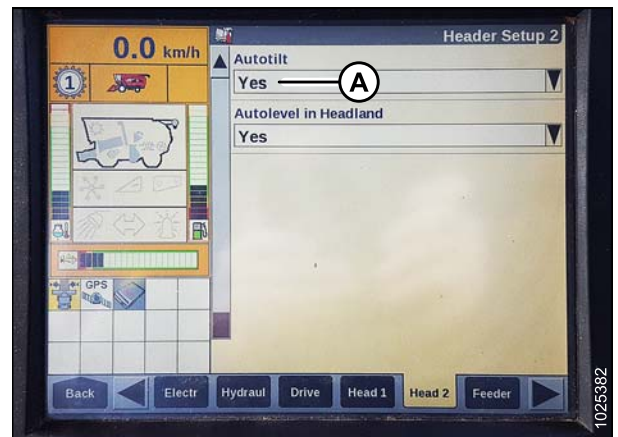 0.0 km/h
Header Setup 2
Autotilt
Yes
A
Autolevel in Headland
Yes
1
GPS
Back
Electr
Hydraul
Drive
Head 1
Head 2
Feeder
1025382